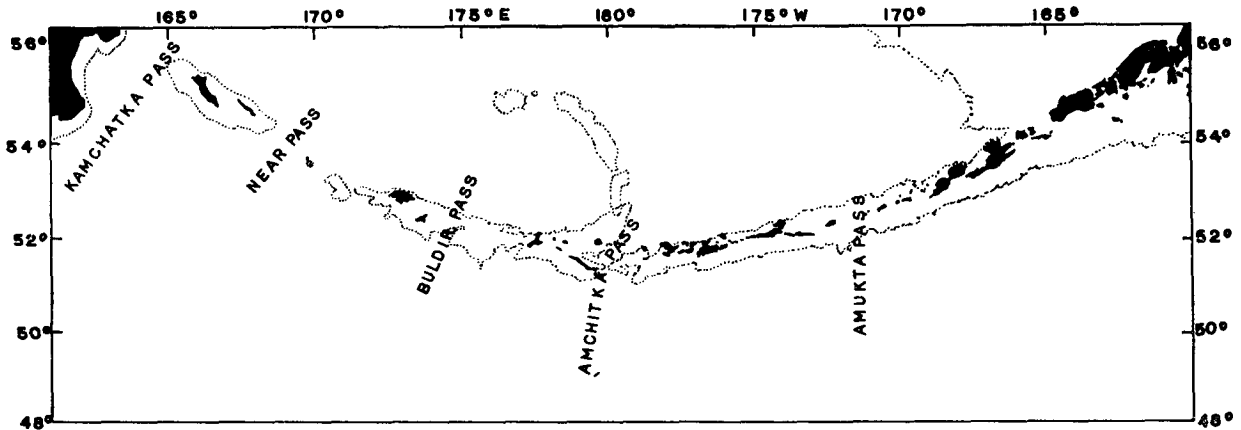 165° 170° 175°E 180° 175°W 170° 165°
56° 56°
54° 54°
52° 52°
50° 50°
48° 48°
KAMCHATKA PASS
NEAR PASS
BULDIR PASS
AMCHITKA PASS
AMUKTA PASS